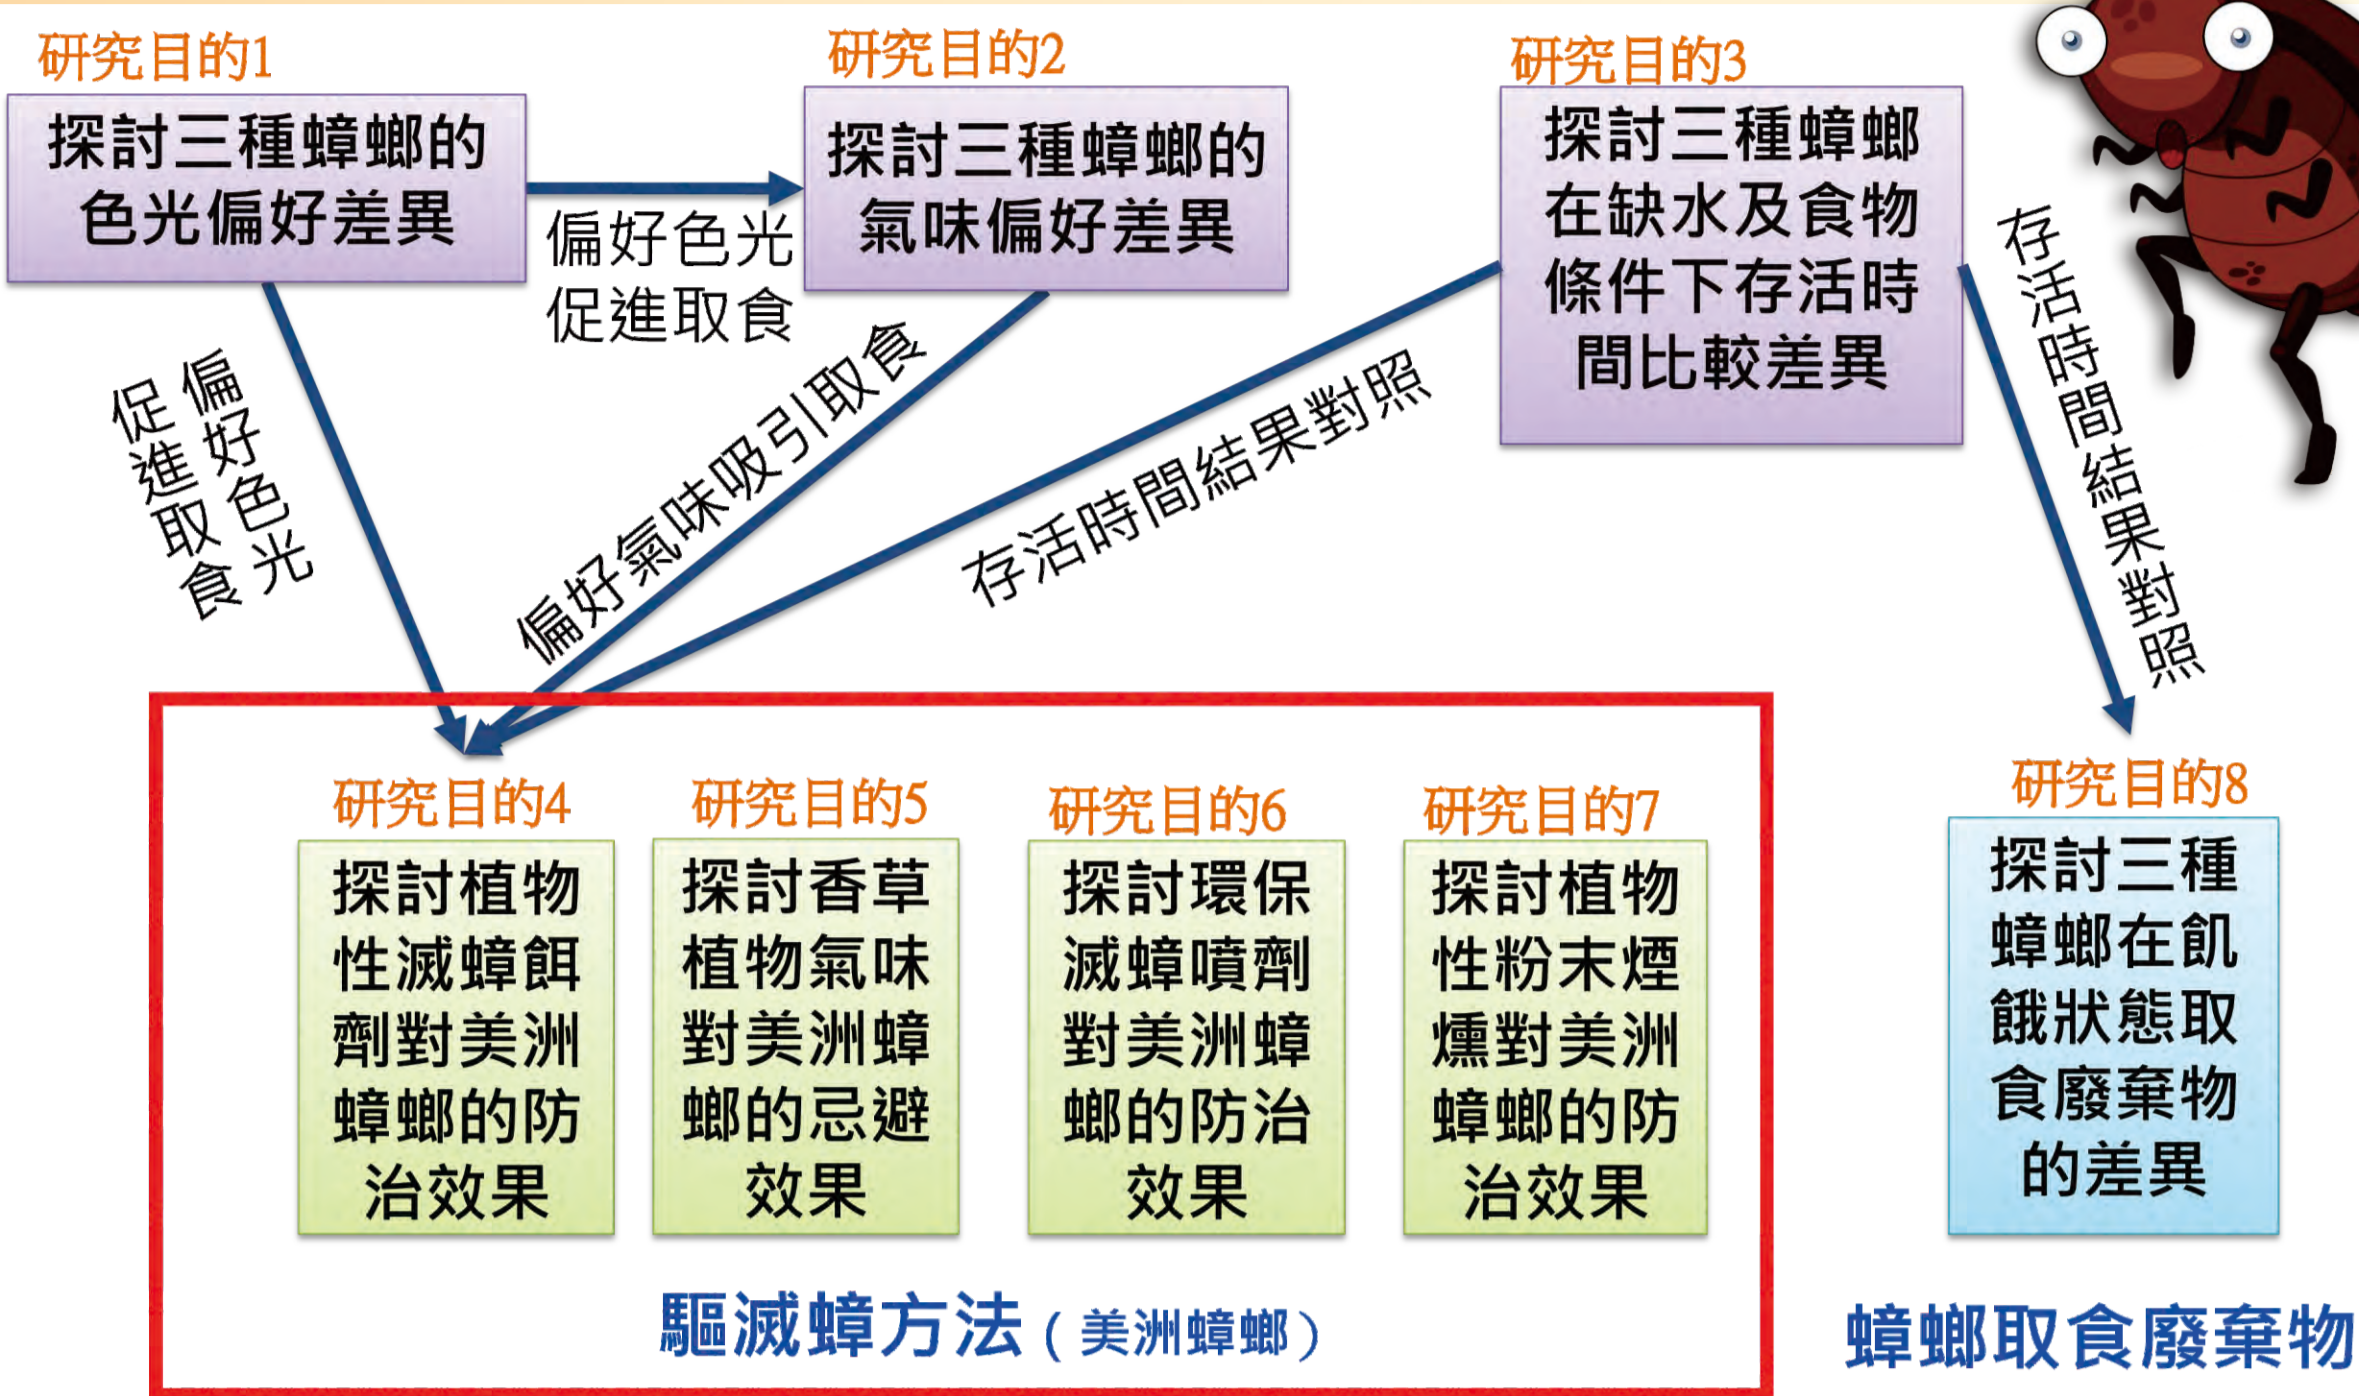 研究目的1
探討三種蟑螂的
色光偏好差異
研究目的2
探討三種蟑螂的
氣味偏好差異
研究目的3
探討三種蟑螂
在缺水及食物
條件下存活時
間比較差異
偏好色光
促進取食
偏好色光
促進取食
偏好氣味吸引取食
存活時間結果對照
存活時間結果對照
研究目的4
探討植物
性滅蟑餌
劑對美洲
蟑螂的防
治效果
研究目的5
探討香草
植物氣味
對美洲蟑
螂的忌避
效果
研究目的6
探討環保
滅蟑噴劑
對美洲蟑
螂的防治
效果
研究目的7
探討植物
性粉末煙
燻對美洲
蟑螂的防
治效果
研究目的8
探討三種
蟑螂在飢
餓狀態取
食廢棄物
的差異
驅滅蟑方法（美洲蟑螂）
蟑螂取食廢棄物